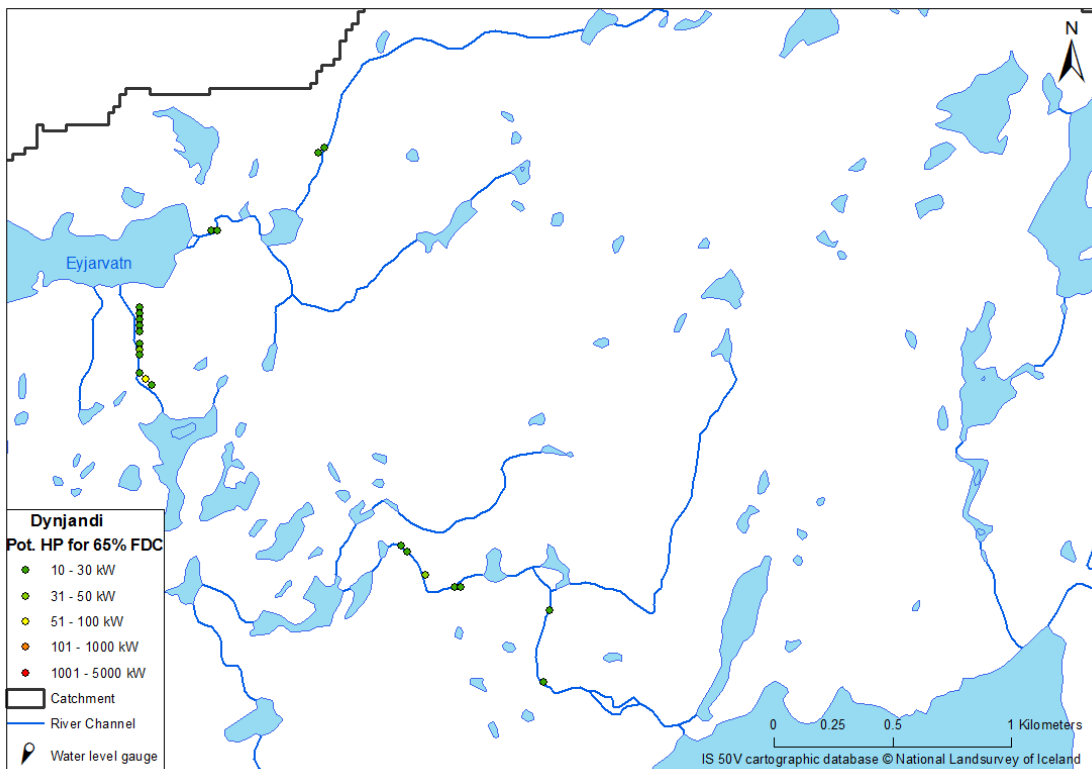 N
Eyjarvatn
Dynjandi
Pot. HP for 65% FDC
10 - 30 kW
31 - 50 kW
51 - 100 kW
101 - 1000 kW
1001 - 5000 kW
Catchment
River Channel
Water level gauge
0 0.25 0.5 1 Kilometers
IS 50V cartographic database © National Landsurvey of Iceland